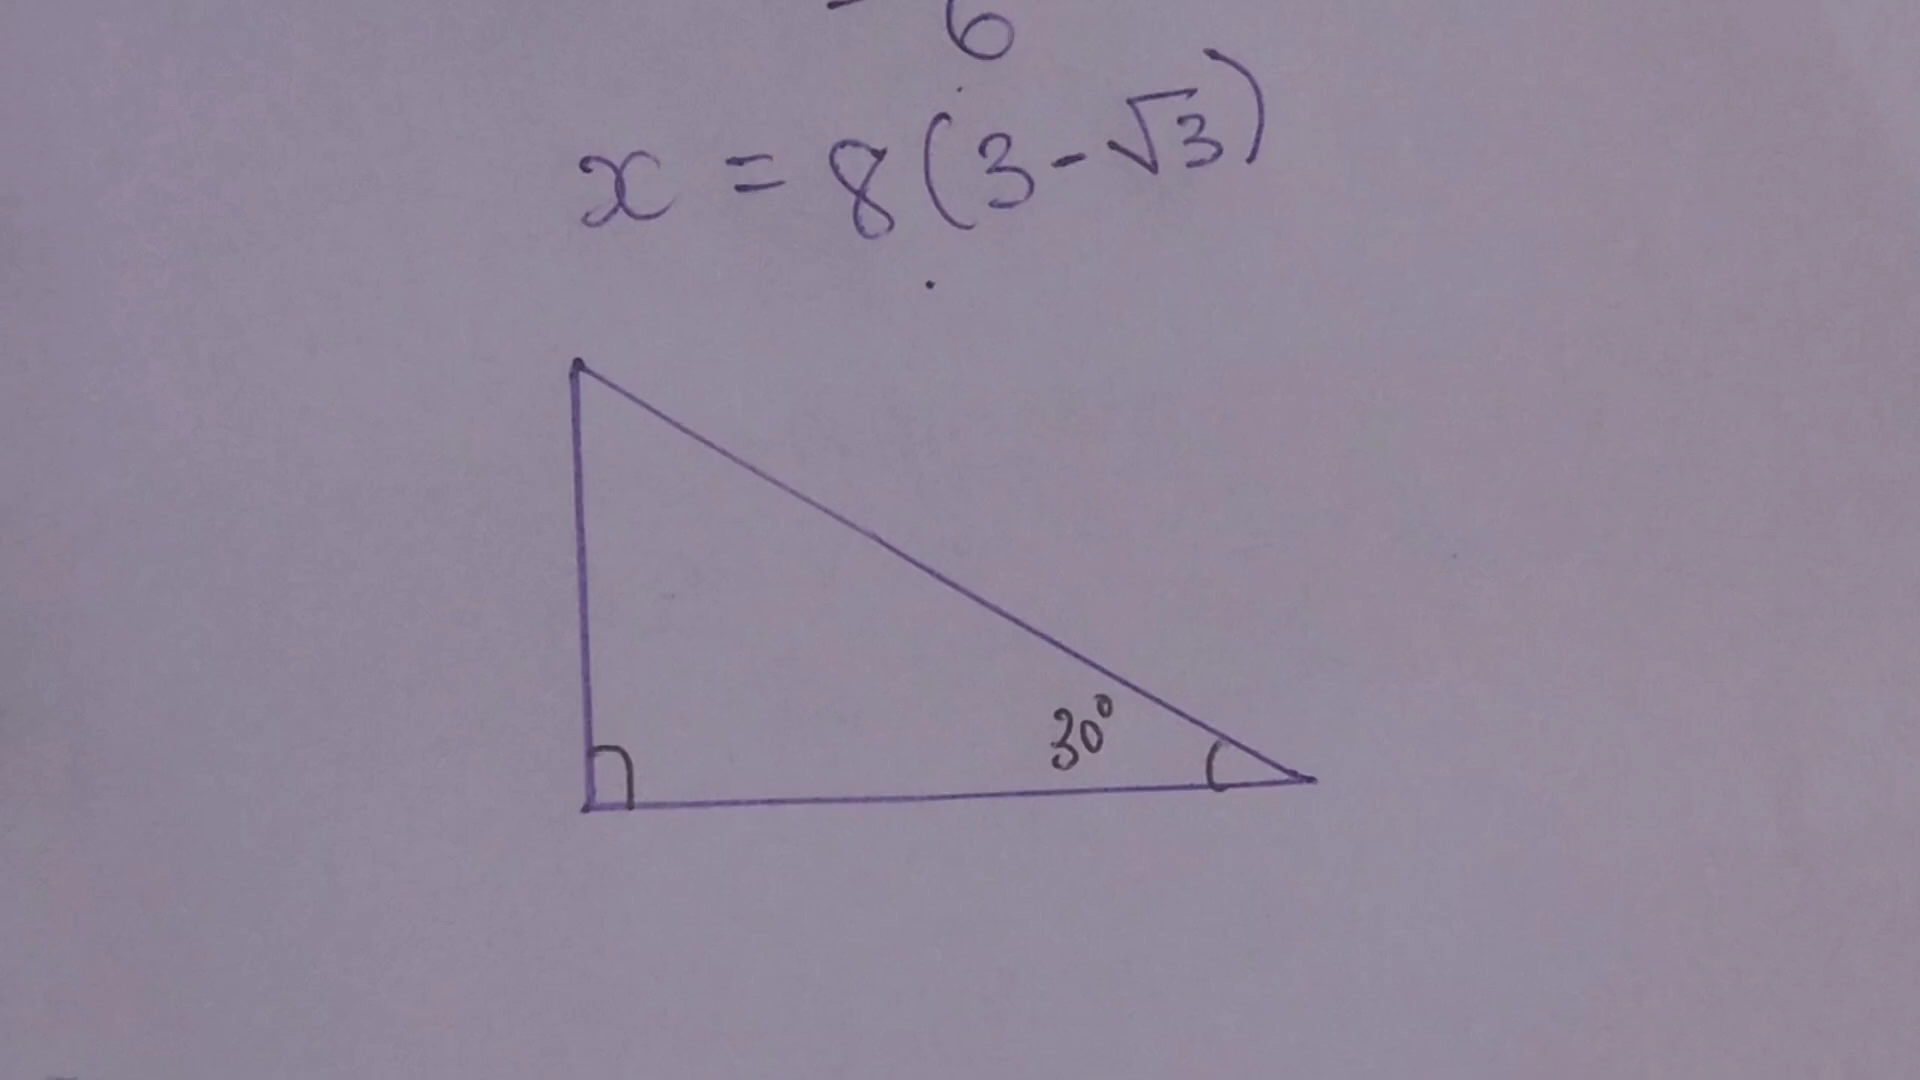 6
x = 8(3-√3)
30°